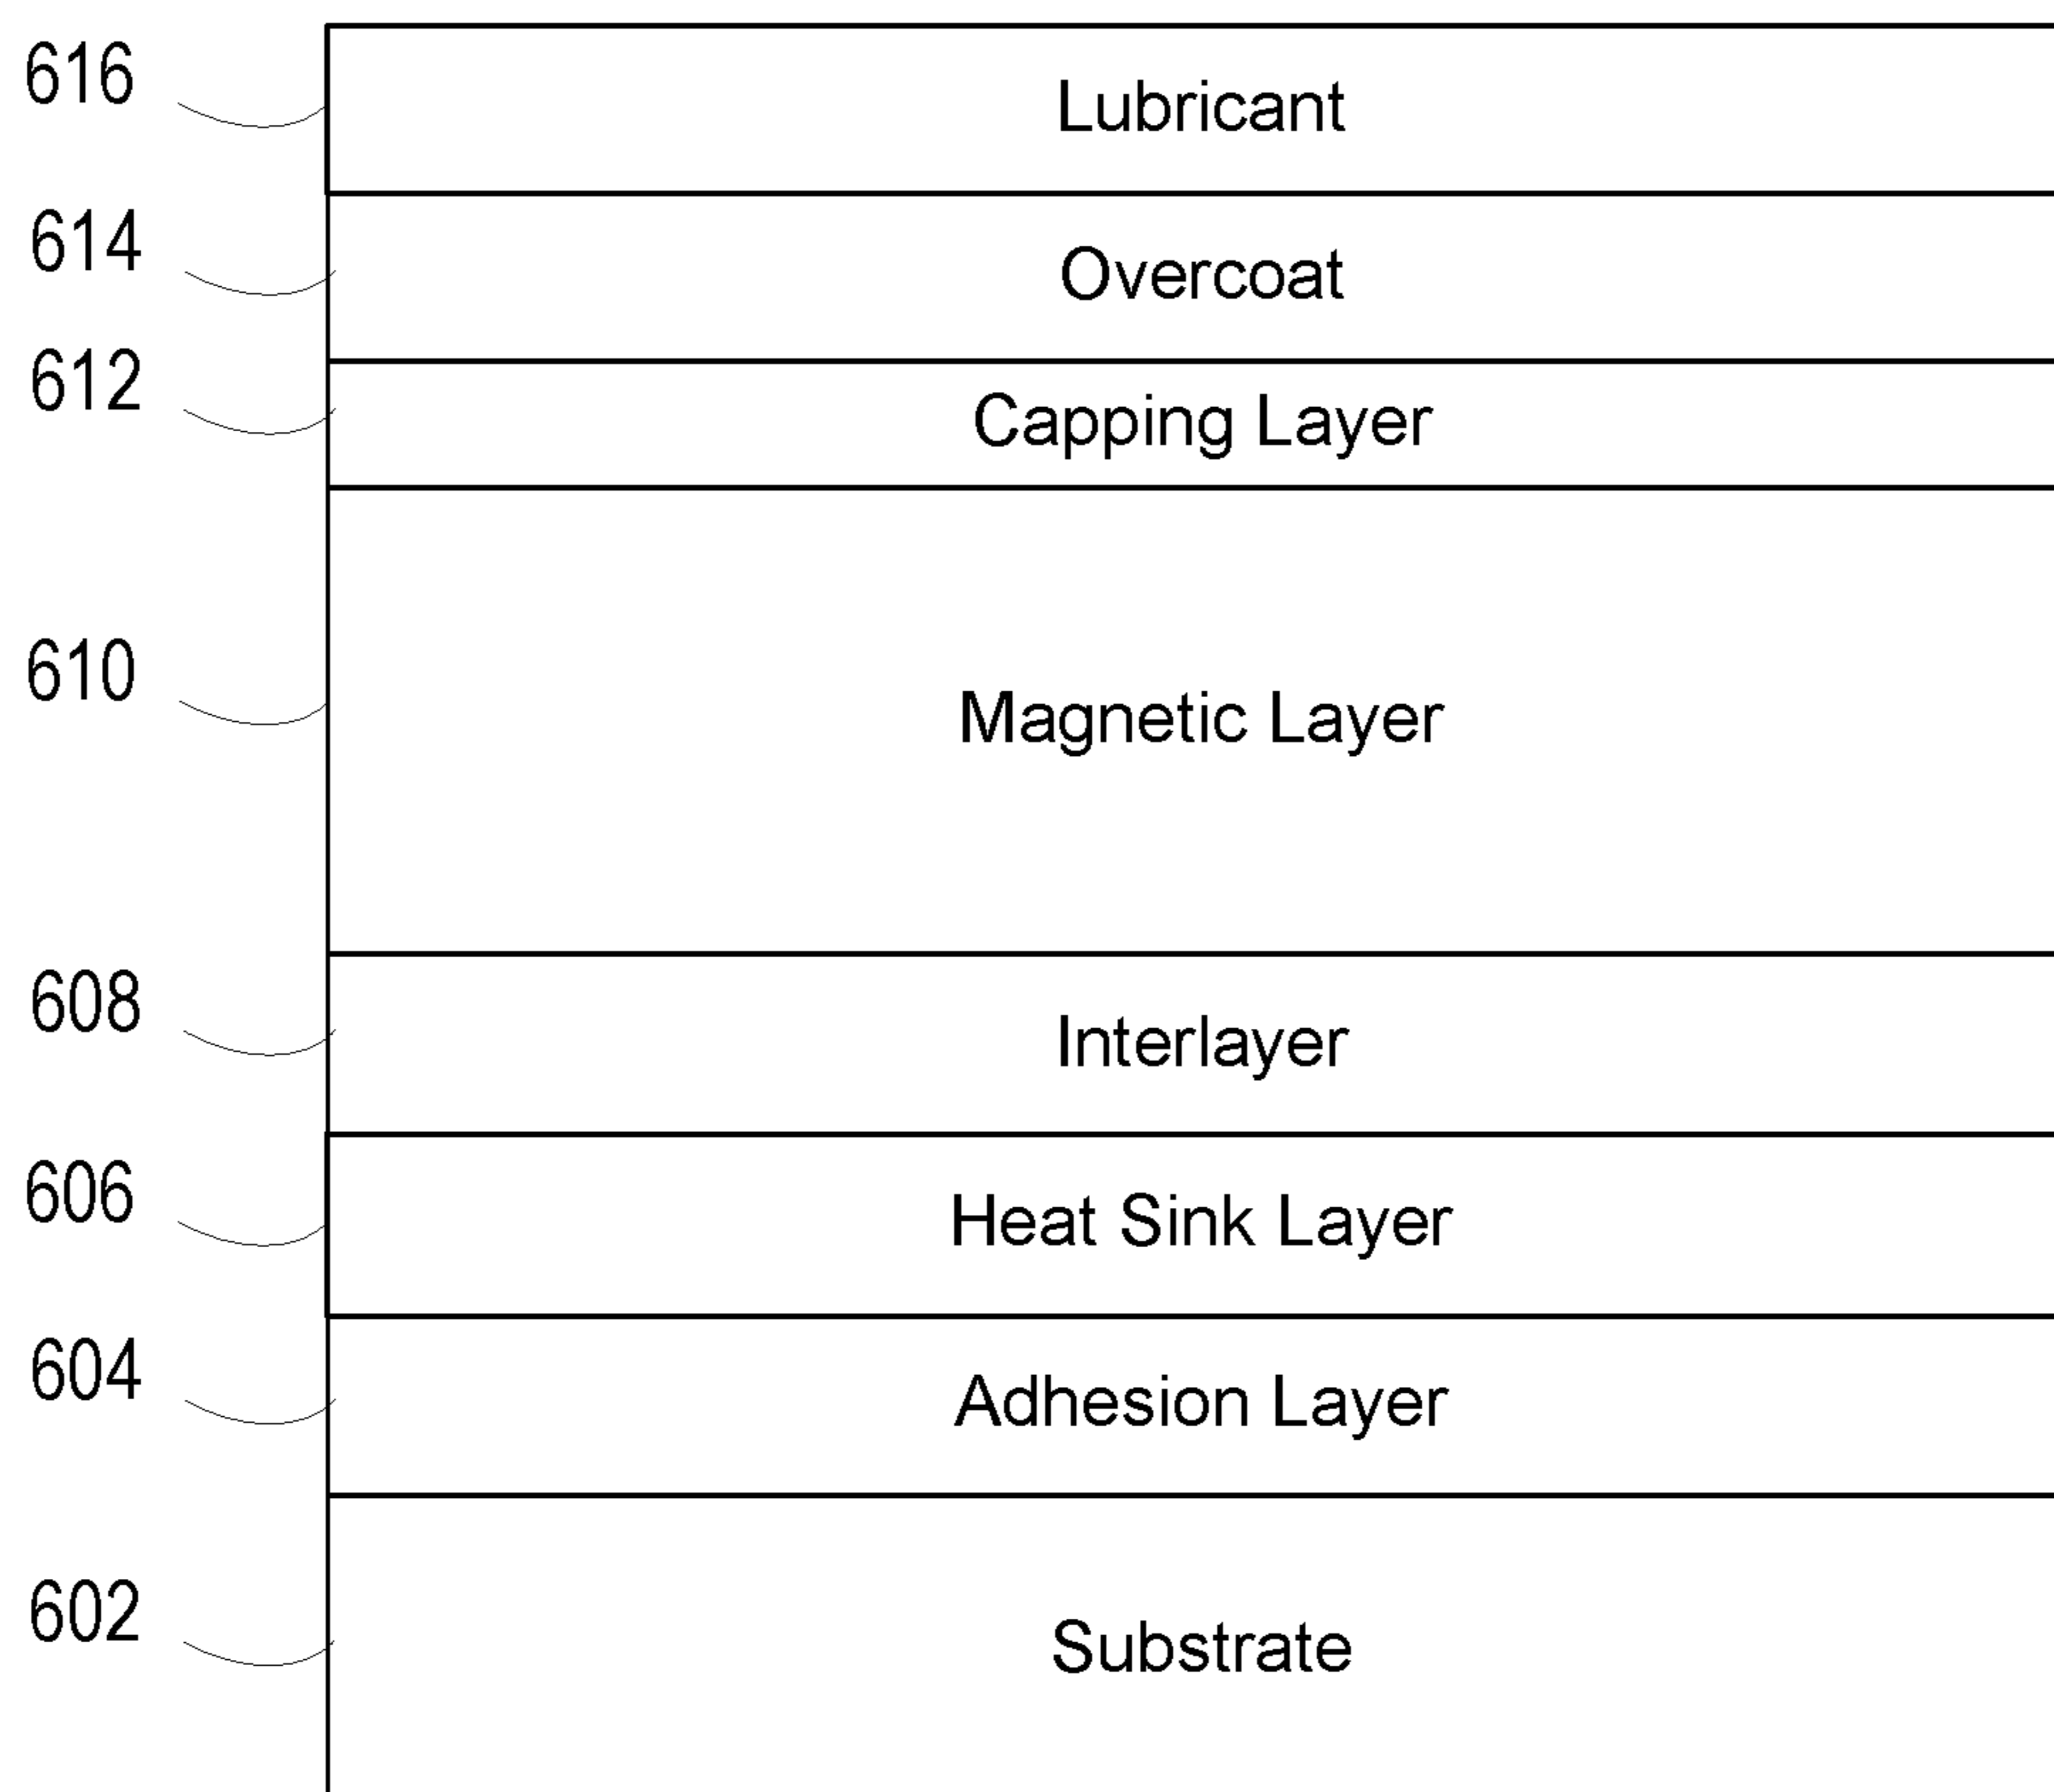 616 Lubricant
614 Overcoat
612 Capping Layer
610 Magnetic Layer
608 Interlayer
606 Heat Sink Layer
604 Adhesion Layer
602 Substrate